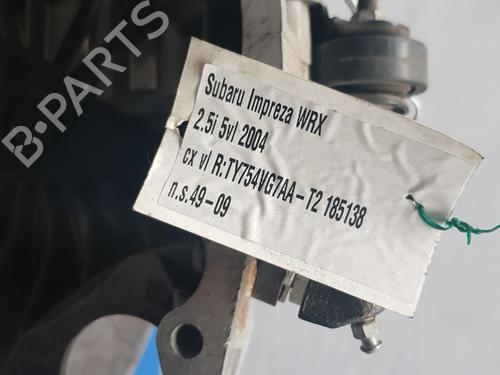 B-PARTS
Subaru Impreza WRX
2.5i 5vl 2004
cx vl R:TY754VG7AA-T2 185138
n.s.49-09